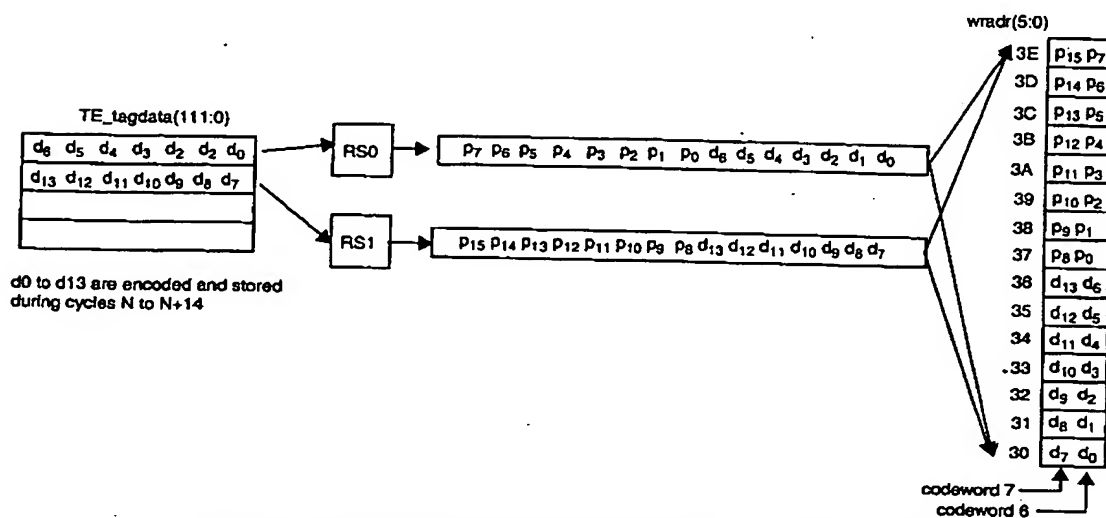 wradr(5:0)
TE_tagdata(111:0)
d6 d5 d4 d3 d2 d2 d0
d13 d12 d11 d10 d9 d8 d7
RS0
p7 p6 p5 p4 p3 p2 p1 p0 d6 d5 d4 d3 d2 d1 d0
RS1
p15 p14 p13 p12 p11 p10 p9 p8 d13 d12 d11 d10 d9 d8 d7
d0 to d13 are encoded and stored
during cycles N to N+14
3E p15 p7
3D p14 p6
3C p13 p5
3B p12 p4
3A p11 p3
39 p10 p2
38 p9 p1
37 p8 p0
36 d13 d6
35 d12 d5
34 d11 d4
33 d10 d3
32 d9 d2
31 d8 d1
30 d7 d0
codeword 7
codeword 6